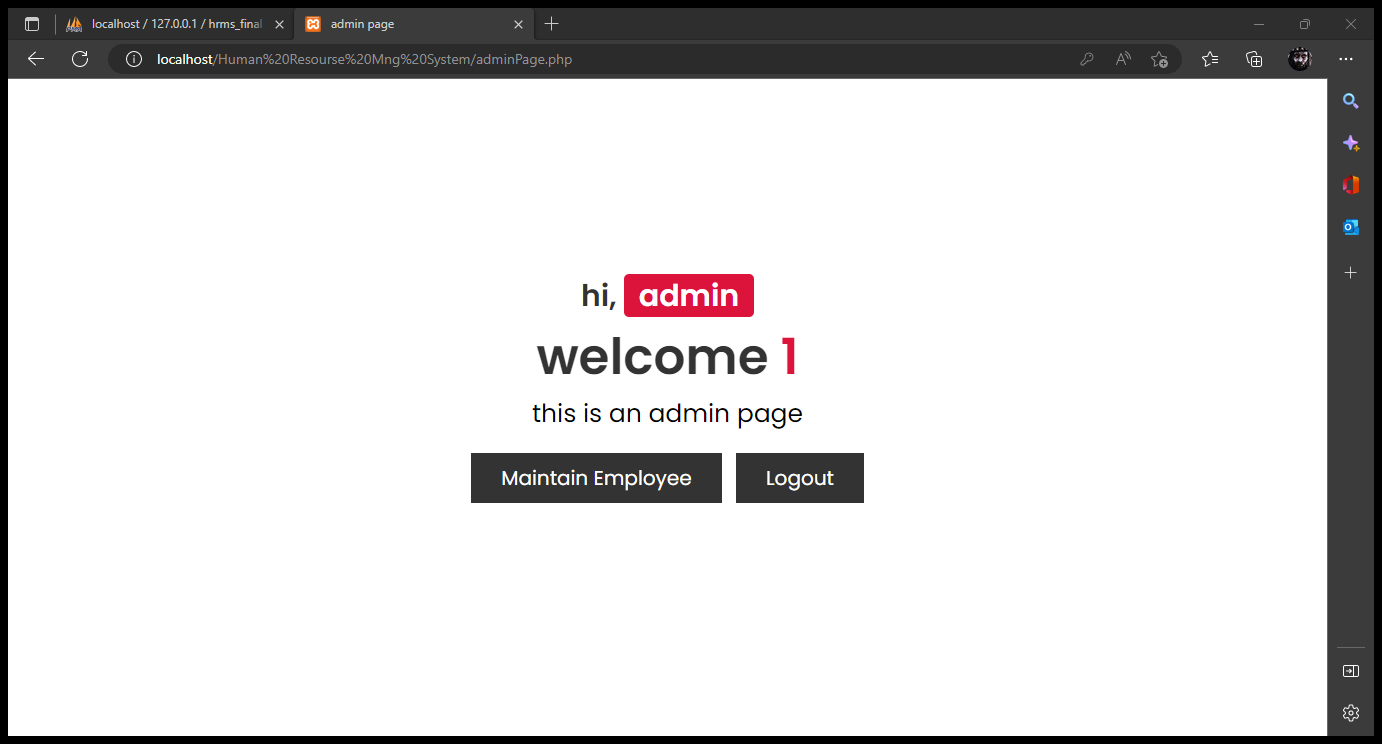 localhost / 127.0.0.1 / hrms_final
admin page
localhost/Human%20Resourse%20Mng%20System/adminPage.php
hi, admin
welcome 1
this is an admin page
Maintain Employee Logout